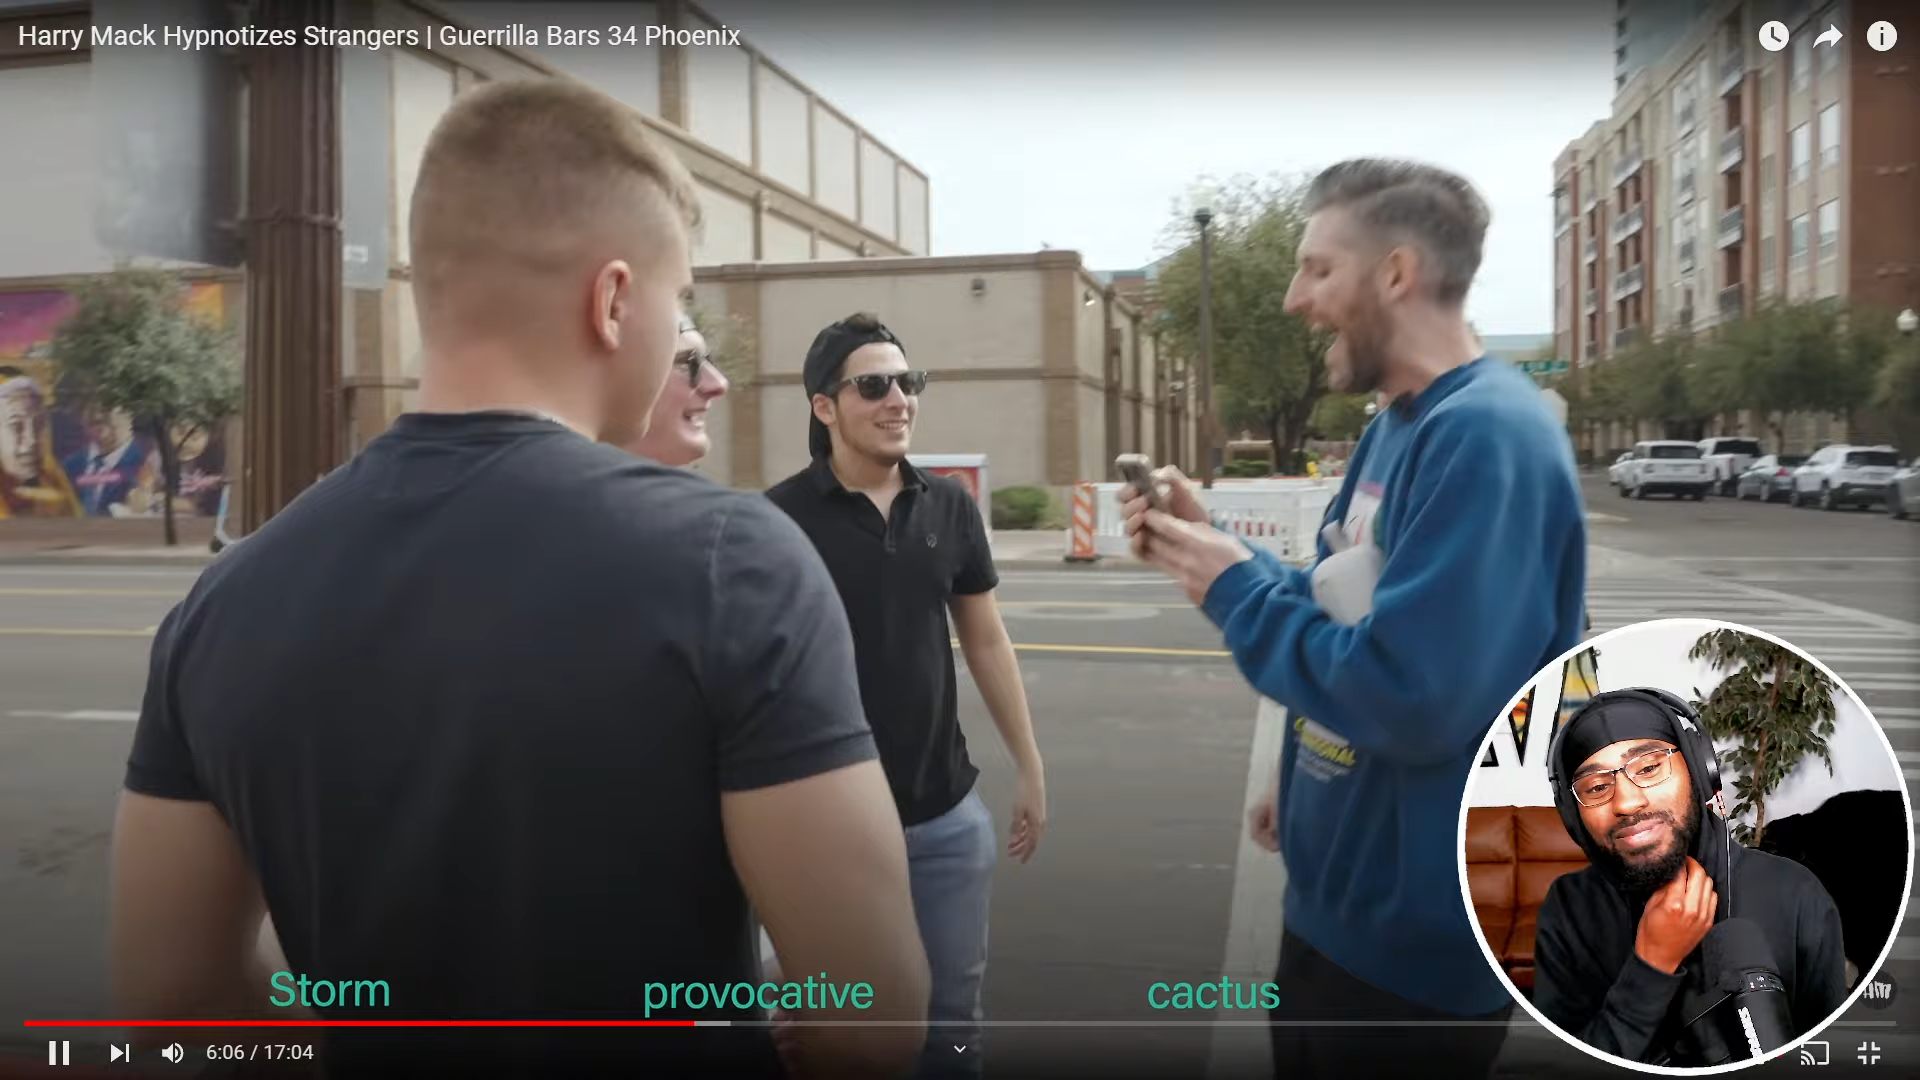 Harry Mack Hypnotizes Strangers | Guerrilla Bars 34 Phoenix
Storm provocative cactus
6:06 / 17:04